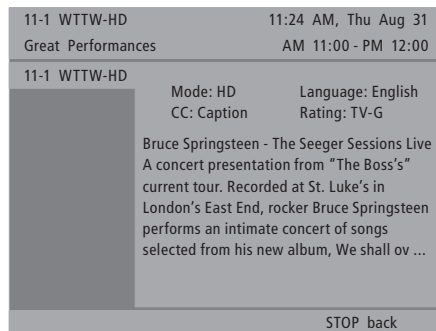 11-1 WTTW-HD 11:24 AM, Thu Aug 31
Great Performances AM 11:00 - PM 12:00
11-1 WTTW-HD
Mode: HD Language: English
CC: Caption Rating: TV-G
Bruce Springsteen - The Seeger Sessions Live
A concert presentation from "The Boss's"
current tour. Recorded at St. Luke's in
London's East End, rocker Bruce Springsteen
performs an intimate concert of songs
selected from his new album, We shall ov ...
STOP back